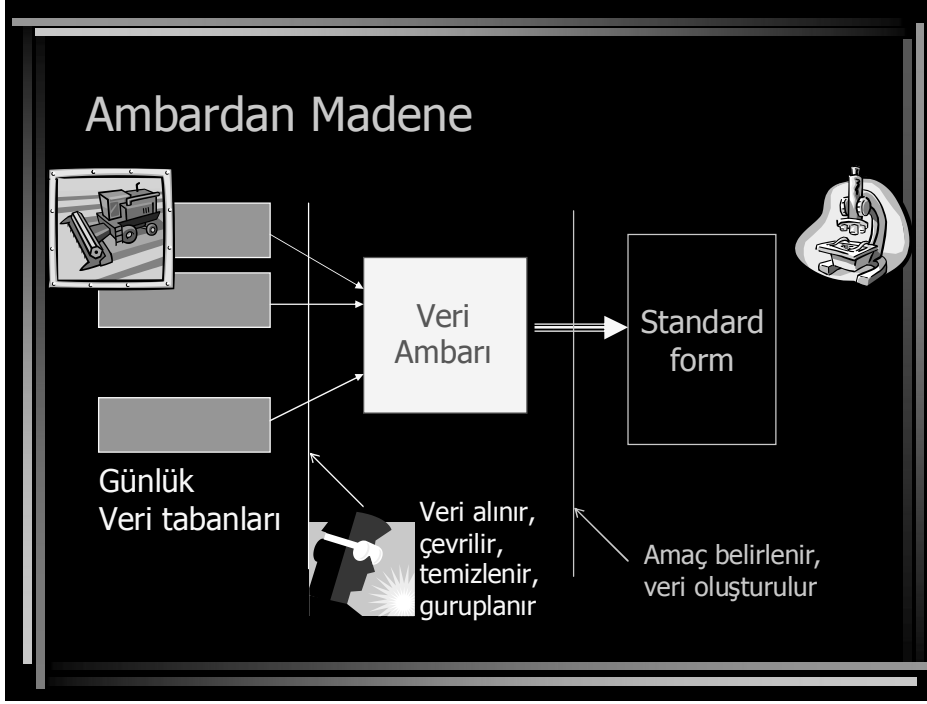 Ambardan Madene
Veri
Ambarı
Standard
form
Günlük
Veri tabanları
Veri alınır,
çevrilir,
temizlenir,
guruplanır
Amaç belirlenir,
veri oluşturulur